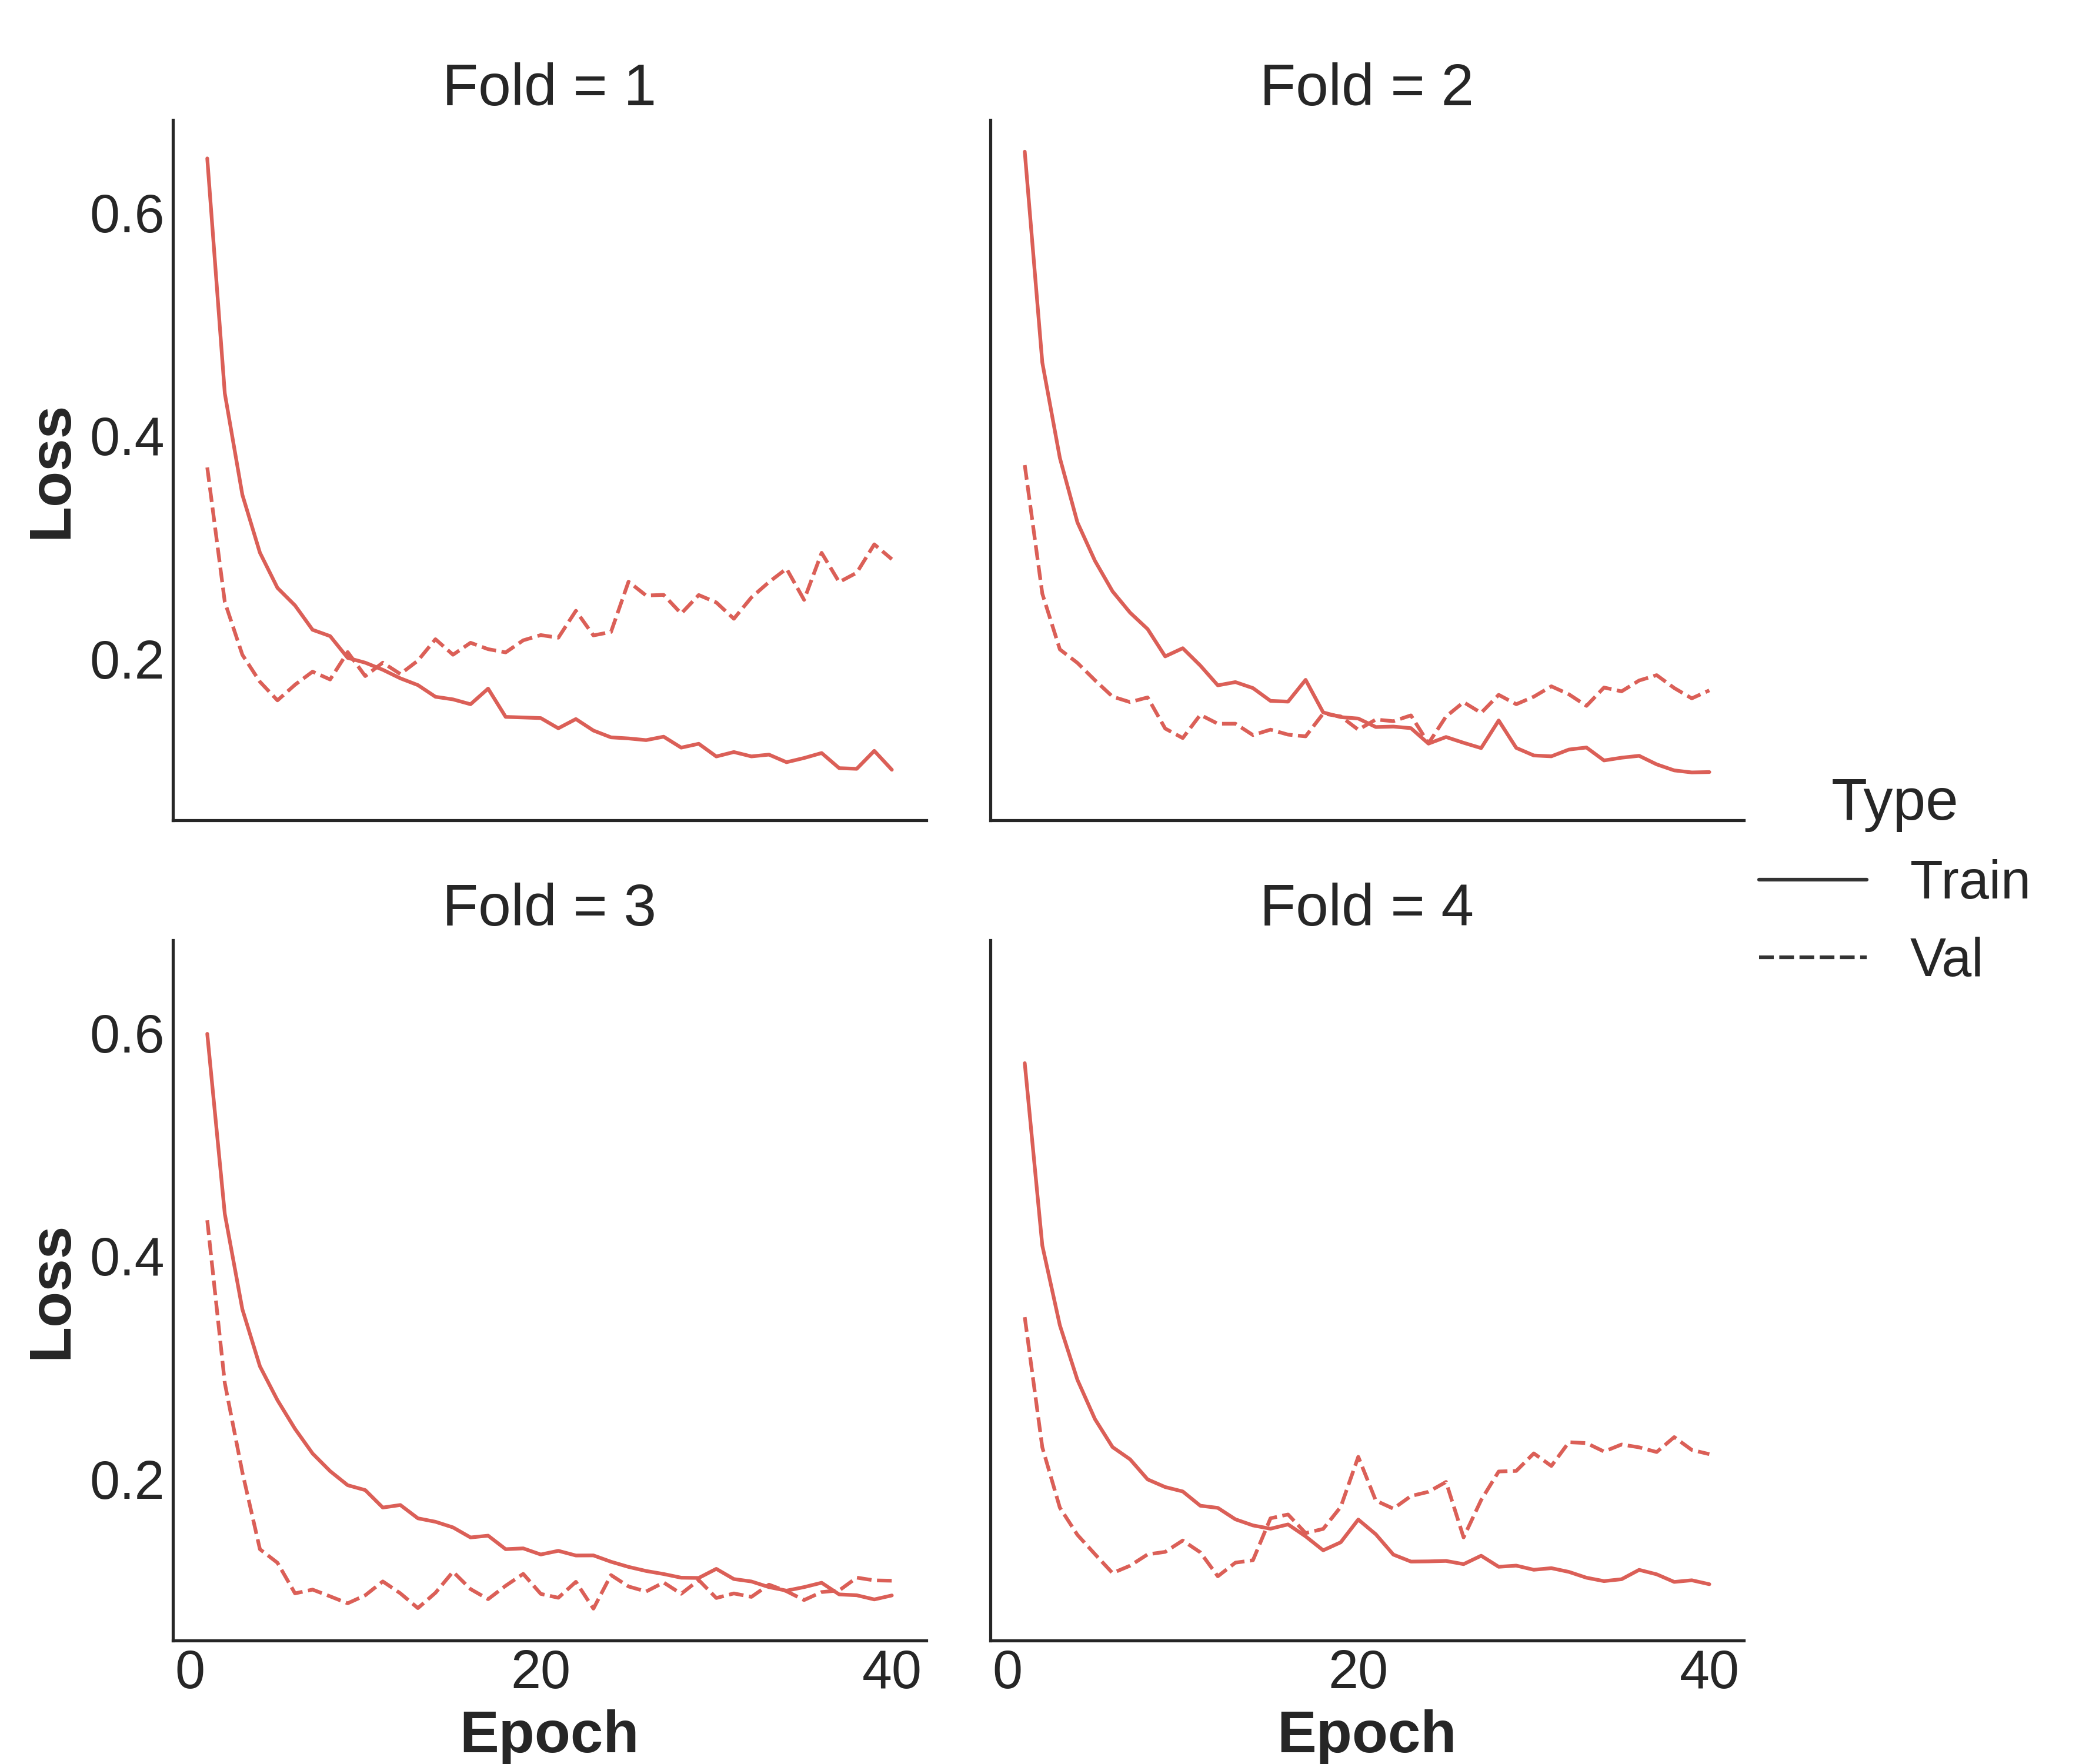 Fold = 1
Fold = 2
0.6
0.4
0.2
Loss
Type
Train
Val
Fold = 3
Fold = 4
0.6
0.4
0.2
Loss
0 20 40
0 20 40
Epoch
Epoch